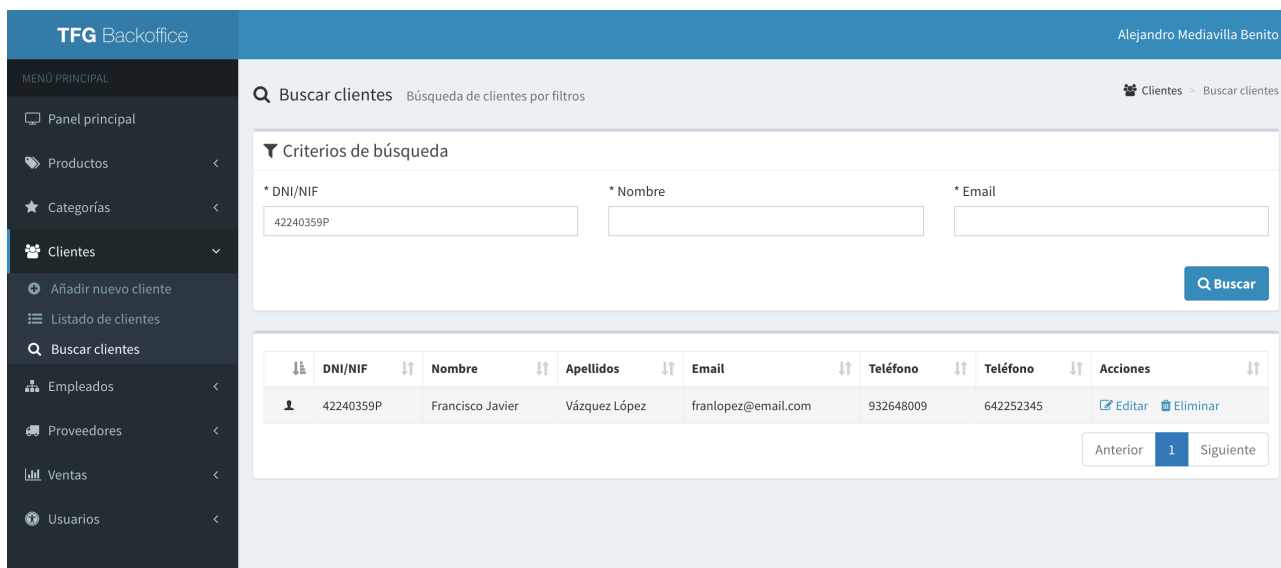 TFG Backoffice
Alejandro Mediavilla Benito
MENÚ PRINCIPAL
Panel principal
Productos
Categorías
Clientes
Añadir nuevo cliente
Listado de clientes
Buscar clientes
Empleados
Proveedores
Ventas
Usuarios
Buscar clientes Búsqueda de clientes por filtros
Clientes > Buscar clientes
Criterios de búsqueda
* DNI/NIF * Nombre * Email
42240359P
Buscar
DNI/NIF Nombre Apellidos Email Teléfono Teléfono Acciones
42240359P Francisco Javier Vázquez López franlopez@email.com 932648009 642252345 Editar Eliminar
Anterior 1 Siguiente